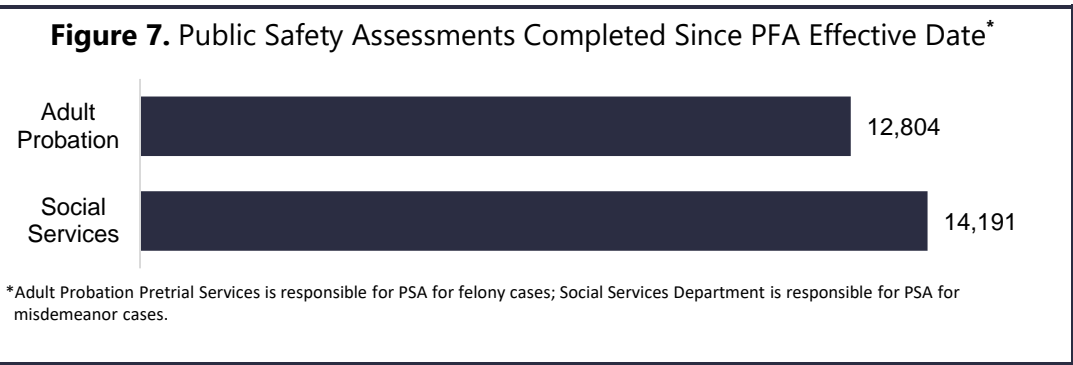 Figure 7. Public Safety Assessments Completed Since PFA Effective Date*
Adult
Probation
12,804
Social
Services
14,191
*Adult Probation Pretrial Services is responsible for PSA for felony cases; Social Services Department is responsible for PSA for
misdemeanor cases.